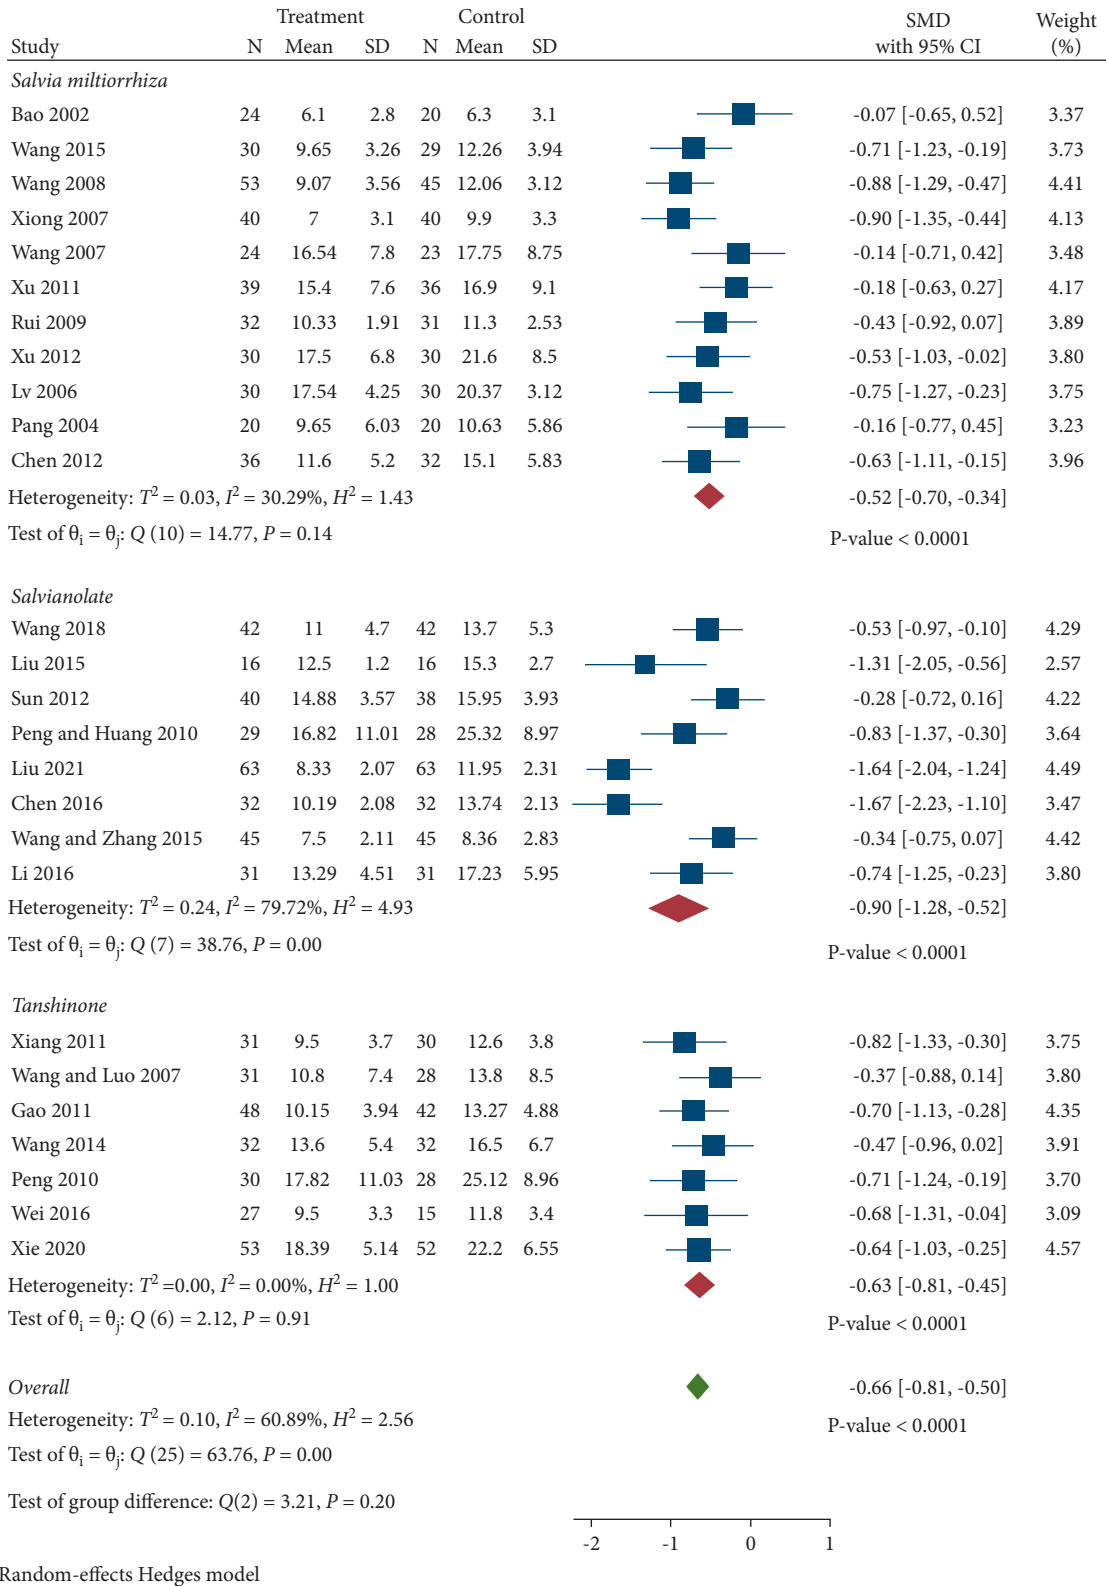 Treatment Control SMD Weight
Study N Mean SD N Mean SD with 95% CI (%)
Salvia miltiorrhiza
Bao 2002 24 6.1 2.8 20 6.3 3.1 -0.07 [-0.65, 0.52] 3.37
Wang 2015 30 9.65 3.26 29 12.26 3.94 -0.71 [-1.23, -0.19] 3.73
Wang 2008 53 9.07 3.56 45 12.06 3.12 -0.88 [-1.29, -0.47] 4.41
Xiong 2007 40 7 3.1 40 9.9 3.3 -0.90 [-1.35, -0.44] 4.13
Wang 2007 24 16.54 7.8 23 17.75 8.75 -0.14 [-0.71, 0.42] 3.48
Xu 2011 39 15.4 7.6 36 16.9 9.1 -0.18 [-0.63, 0.27] 4.17
Rui 2009 32 10.33 1.91 31 11.3 2.53 -0.43 [-0.92, 0.07] 3.89
Xu 2012 30 17.5 6.8 30 21.6 8.5 -0.53 [-1.03, -0.02] 3.80
Lv 2006 30 17.54 4.25 30 20.37 3.12 -0.75 [-1.27, -0.23] 3.75
Pang 2004 20 9.65 6.03 20 10.63 5.86 -0.16 [-0.77, 0.45] 3.23
Chen 2012 36 11.6 5.2 32 15.1 5.83 -0.63 [-1.11, -0.15] 3.96
Heterogeneity: T² = 0.03, I² = 30.29%, H² = 1.43 -0.52 [-0.70, -0.34]
Test of θi = θj: Q (10) = 14.77, P = 0.14 P-value < 0.0001
Salvianolate
Wang 2018 42 11 4.7 42 13.7 5.3 -0.53 [-0.97, -0.10] 4.29
Liu 2015 16 12.5 1.2 16 15.3 2.7 -1.31 [-2.05, -0.56] 2.57
Sun 2012 40 14.88 3.57 38 15.95 3.93 -0.28 [-0.72, 0.16] 4.22
Peng and Huang 2010 29 16.82 11.01 28 25.32 8.97 -0.83 [-1.37, -0.30] 3.64
Liu 2021 63 8.33 2.07 63 11.95 2.31 -1.64 [-2.04, -1.24] 4.49
Chen 2016 32 10.19 2.08 32 13.74 2.13 -1.67 [-2.23, -1.10] 3.47
Wang and Zhang 2015 45 7.5 2.11 45 8.36 2.83 -0.34 [-0.75, 0.07] 4.42
Li 2016 31 13.29 4.51 31 17.23 5.95 -0.74 [-1.25, -0.23] 3.80
Heterogeneity: T² = 0.24, I² = 79.72%, H² = 4.93 -0.90 [-1.28, -0.52]
Test of θi = θj: Q (7) = 38.76, P = 0.00 P-value < 0.0001
Tanshinone
Xiang 2011 31 9.5 3.7 30 12.6 3.8 -0.82 [-1.33, -0.30] 3.75
Wang and Luo 2007 31 10.8 7.4 28 13.8 8.5 -0.37 [-0.88, 0.14] 3.80
Gao 2011 48 10.15 3.94 42 13.27 4.88 -0.70 [-1.13, -0.28] 4.35
Wang 2014 32 13.6 5.4 32 16.5 6.7 -0.47 [-0.96, 0.02] 3.91
Peng 2010 30 17.82 11.03 28 25.12 8.96 -0.71 [-1.24, -0.19] 3.70
Wei 2016 27 9.5 3.3 15 11.8 3.4 -0.68 [-1.31, -0.04] 3.09
Xie 2020 53 18.39 5.14 52 22.2 6.55 -0.64 [-1.03, -0.25] 4.57
Heterogeneity: T² =0.00, I² = 0.00%, H² = 1.00 -0.63 [-0.81, -0.45]
Test of θi = θj: Q (6) = 2.12, P = 0.91 P-value < 0.0001
Overall -0.66 [-0.81, -0.50]
Heterogeneity: T² = 0.10, I² = 60.89%, H² = 2.56 P-value < 0.0001
Test of θi = θj: Q (25) = 63.76, P = 0.00
Test of group difference: Q(2) = 3.21, P = 0.20
-2 -1 0 1
Random-effects Hedges model